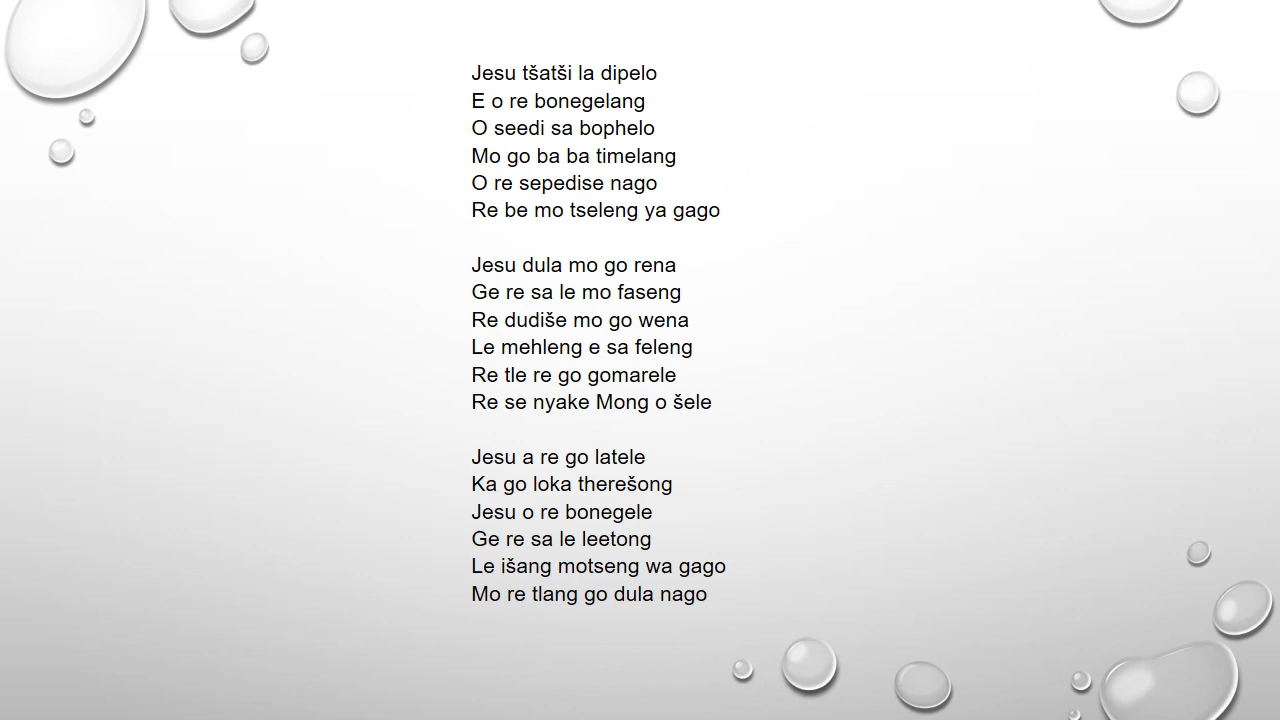 Jesu tšatši la dipelo
E o re bonegelang
O seedi sa bophelo
Mo go ba ba timelang
O re sepedise nago
Re be mo tseleng ya gago

Jesu dula mo go rena
Ge re sa le mo faseng
Re dudiše mo go wena
Le mehleng e sa feleng
Re tle re go gomarele
Re se nyake Mong o šele

Jesu a re go latele
Ka go loka therešong
Jesu o re bonegele
Ge re sa le leetong
Le išang motseng wa gago
Mo re tlang go dula nago